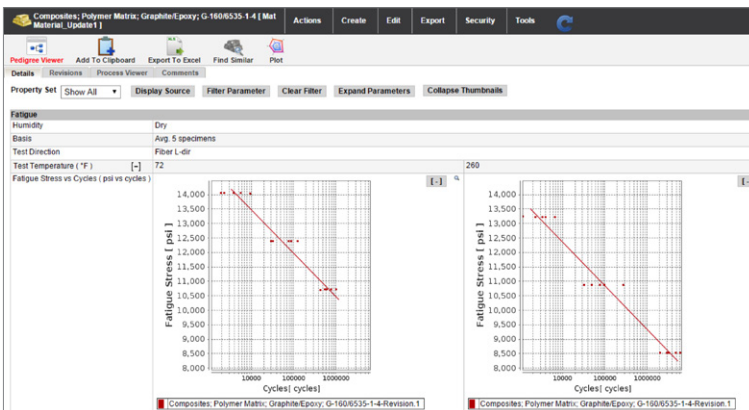 Composites; Polymer Matrix; Graphite/Epoxy; G-160/6535-1-4 [ Mat
Material_Update1 ]
Actions Create Edit Export Security Tools
Pedigree Viewer Add To Clipboard Export To Excel Find Similar Plot
Details Revisions Process Viewer Comments
Property Set Show All Display Source Filter Parameter Clear Filter Expand Parameters Collapse Thumbnails
Fatigue
Humidity Dry
Basis Avg. 5 specimens
Test Direction Fiber L-dir
Test Temperature ( °F ) [-] 72 260
Fatigue Stress vs Cycles ( psi vs cycles )
[-]
Fatigue Stress [ psi ]
14,000
13,500
13,000
12,500
12,000
11,500
11,000
10,500
10,000
9,500
9,000
8,500
8,000
10000 100000 1000000
Cycles[ cycles]
Composites; Polymer Matrix; Graphite/Epoxy; G-160/6535-1-4-Revision.1
[-]
Fatigue Stress [ psi ]
14,000
13,500
13,000
12,500
12,000
11,500
11,000
10,500
10,000
9,500
9,000
8,500
8,000
10000 100000 1000000
Cycles[ cycles]
Composites; Polymer Matrix; Graphite/Epoxy; G-160/6535-1-4-Revision.1